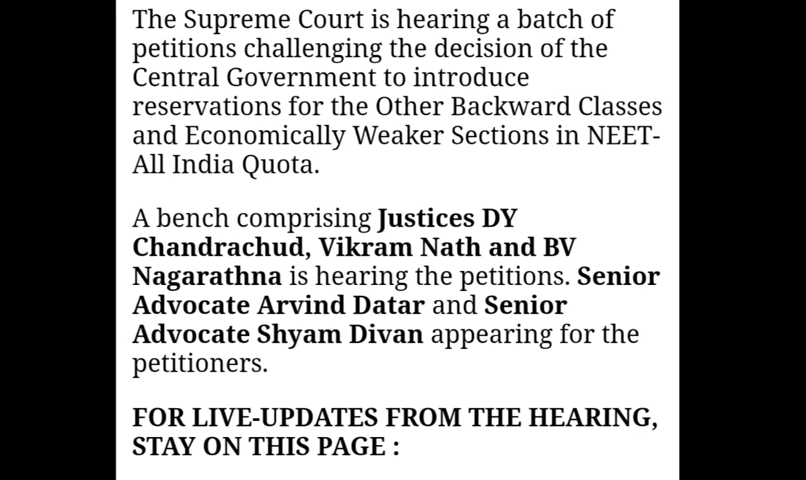 The Supreme Court is hearing a batch of
petitions challenging the decision of the
Central Government to introduce
reservations for the Other Backward Classes
and Economically Weaker Sections in NEET-
All India Quota.
A bench comprising Justices DY
Chandrachud, Vikram Nath and BV
Nagarathna is hearing the petitions. Senior
Advocate Arvind Datar and Senior
Advocate Shyam Divan appearing for the
petitioners.
FOR LIVE-UPDATES FROM THE HEARING,
STAY ON THIS PAGE :